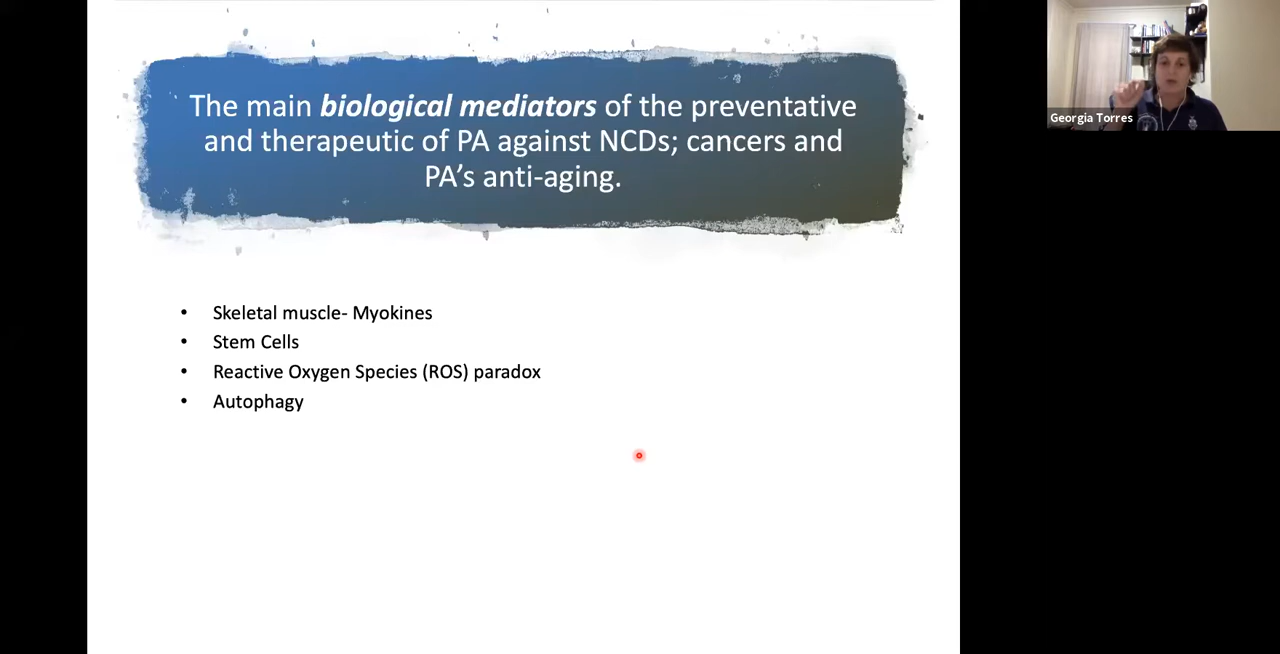 The main biological mediators of the preventative
and therapeutic of PA against NCDs; cancers and
PA's anti-aging.
Georgia Torres
• Skeletal muscle- Myokines
• Stem Cells
• Reactive Oxygen Species (ROS) paradox
• Autophagy